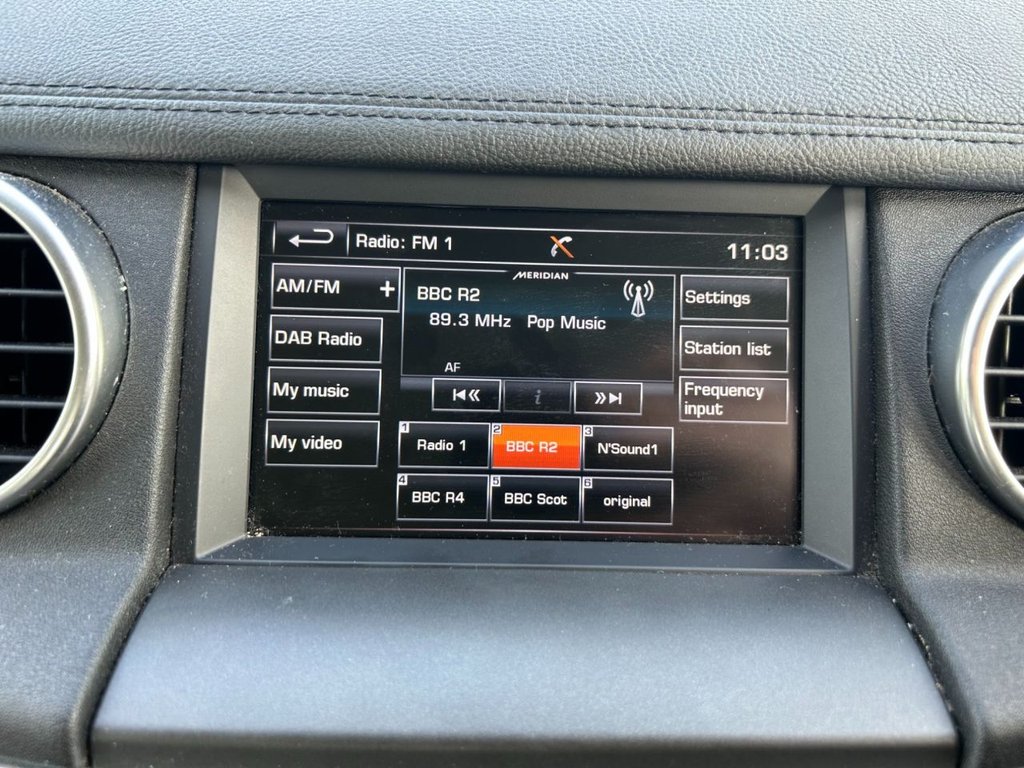 Radio: FM 1
11:03
AM/FM +
MERIDIAN
BBC R2
89.3 MHz Pop Music
AF
Settings
DAB Radio
Station list
My music
i
Frequency
input
My video
1 Radio 1
2 BBC R2
3 N'Sound1
4 BBC R4
5 BBC Scot
6 original